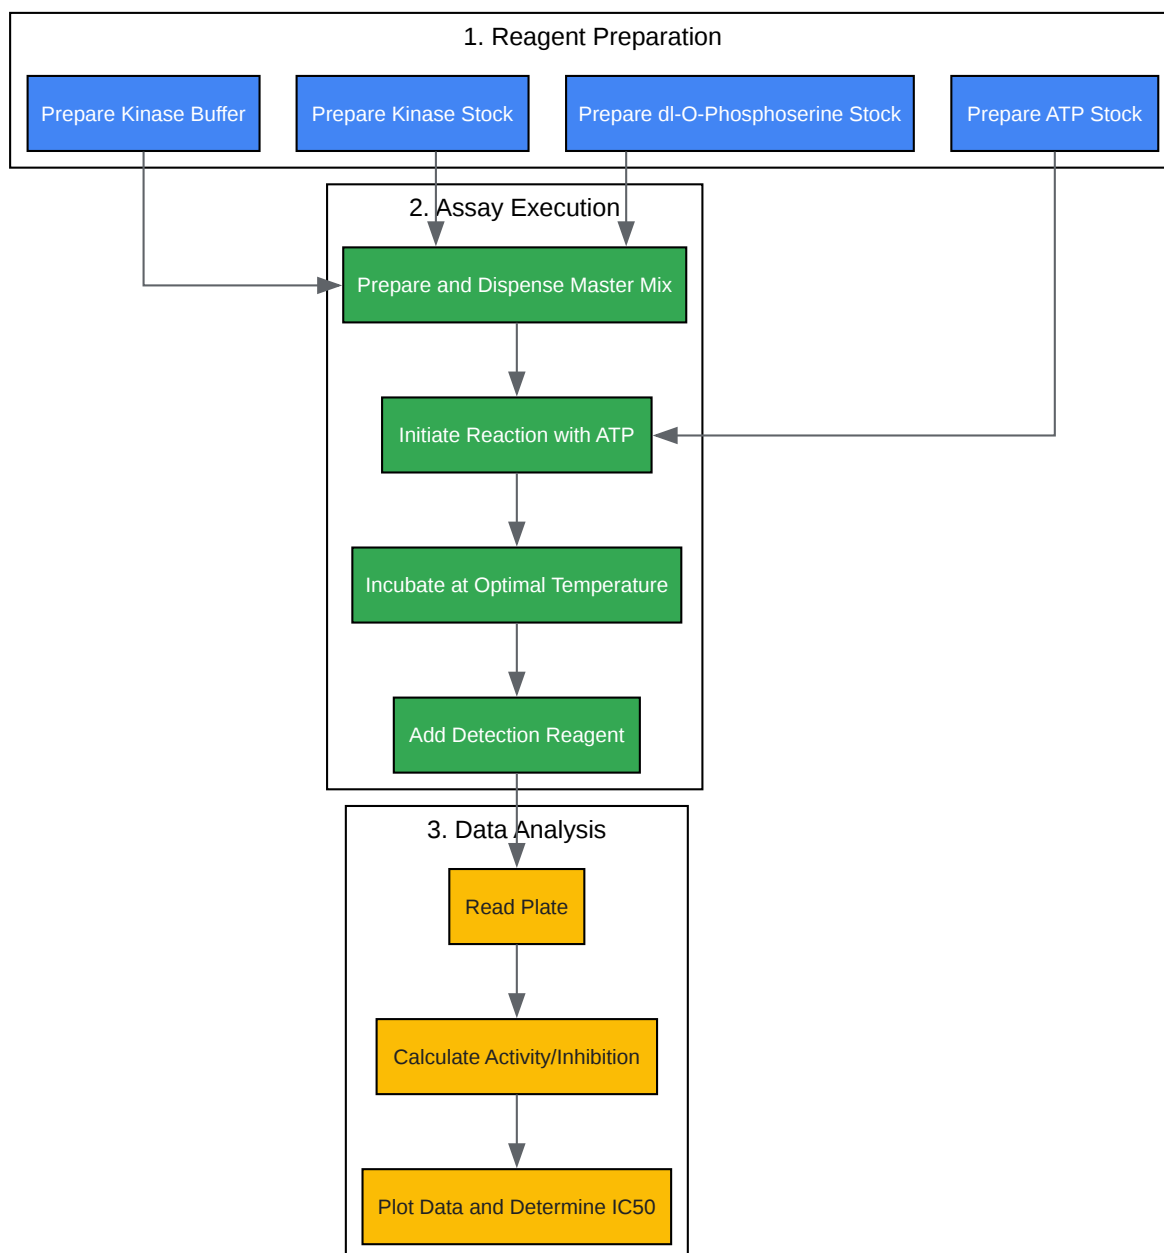 1. Reagent Preparation
Prepare Kinase Buffer
Prepare Kinase Stock
Prepare dl-O-Phosphoserine Stock
Prepare ATP Stock
2. Assay Execution
Prepare and Dispense Master Mix
Initiate Reaction with ATP
Incubate at Optimal Temperature
Add Detection Reagent
3. Data Analysis
Read Plate
Calculate Activity/Inhibition
Plot Data and Determine IC50